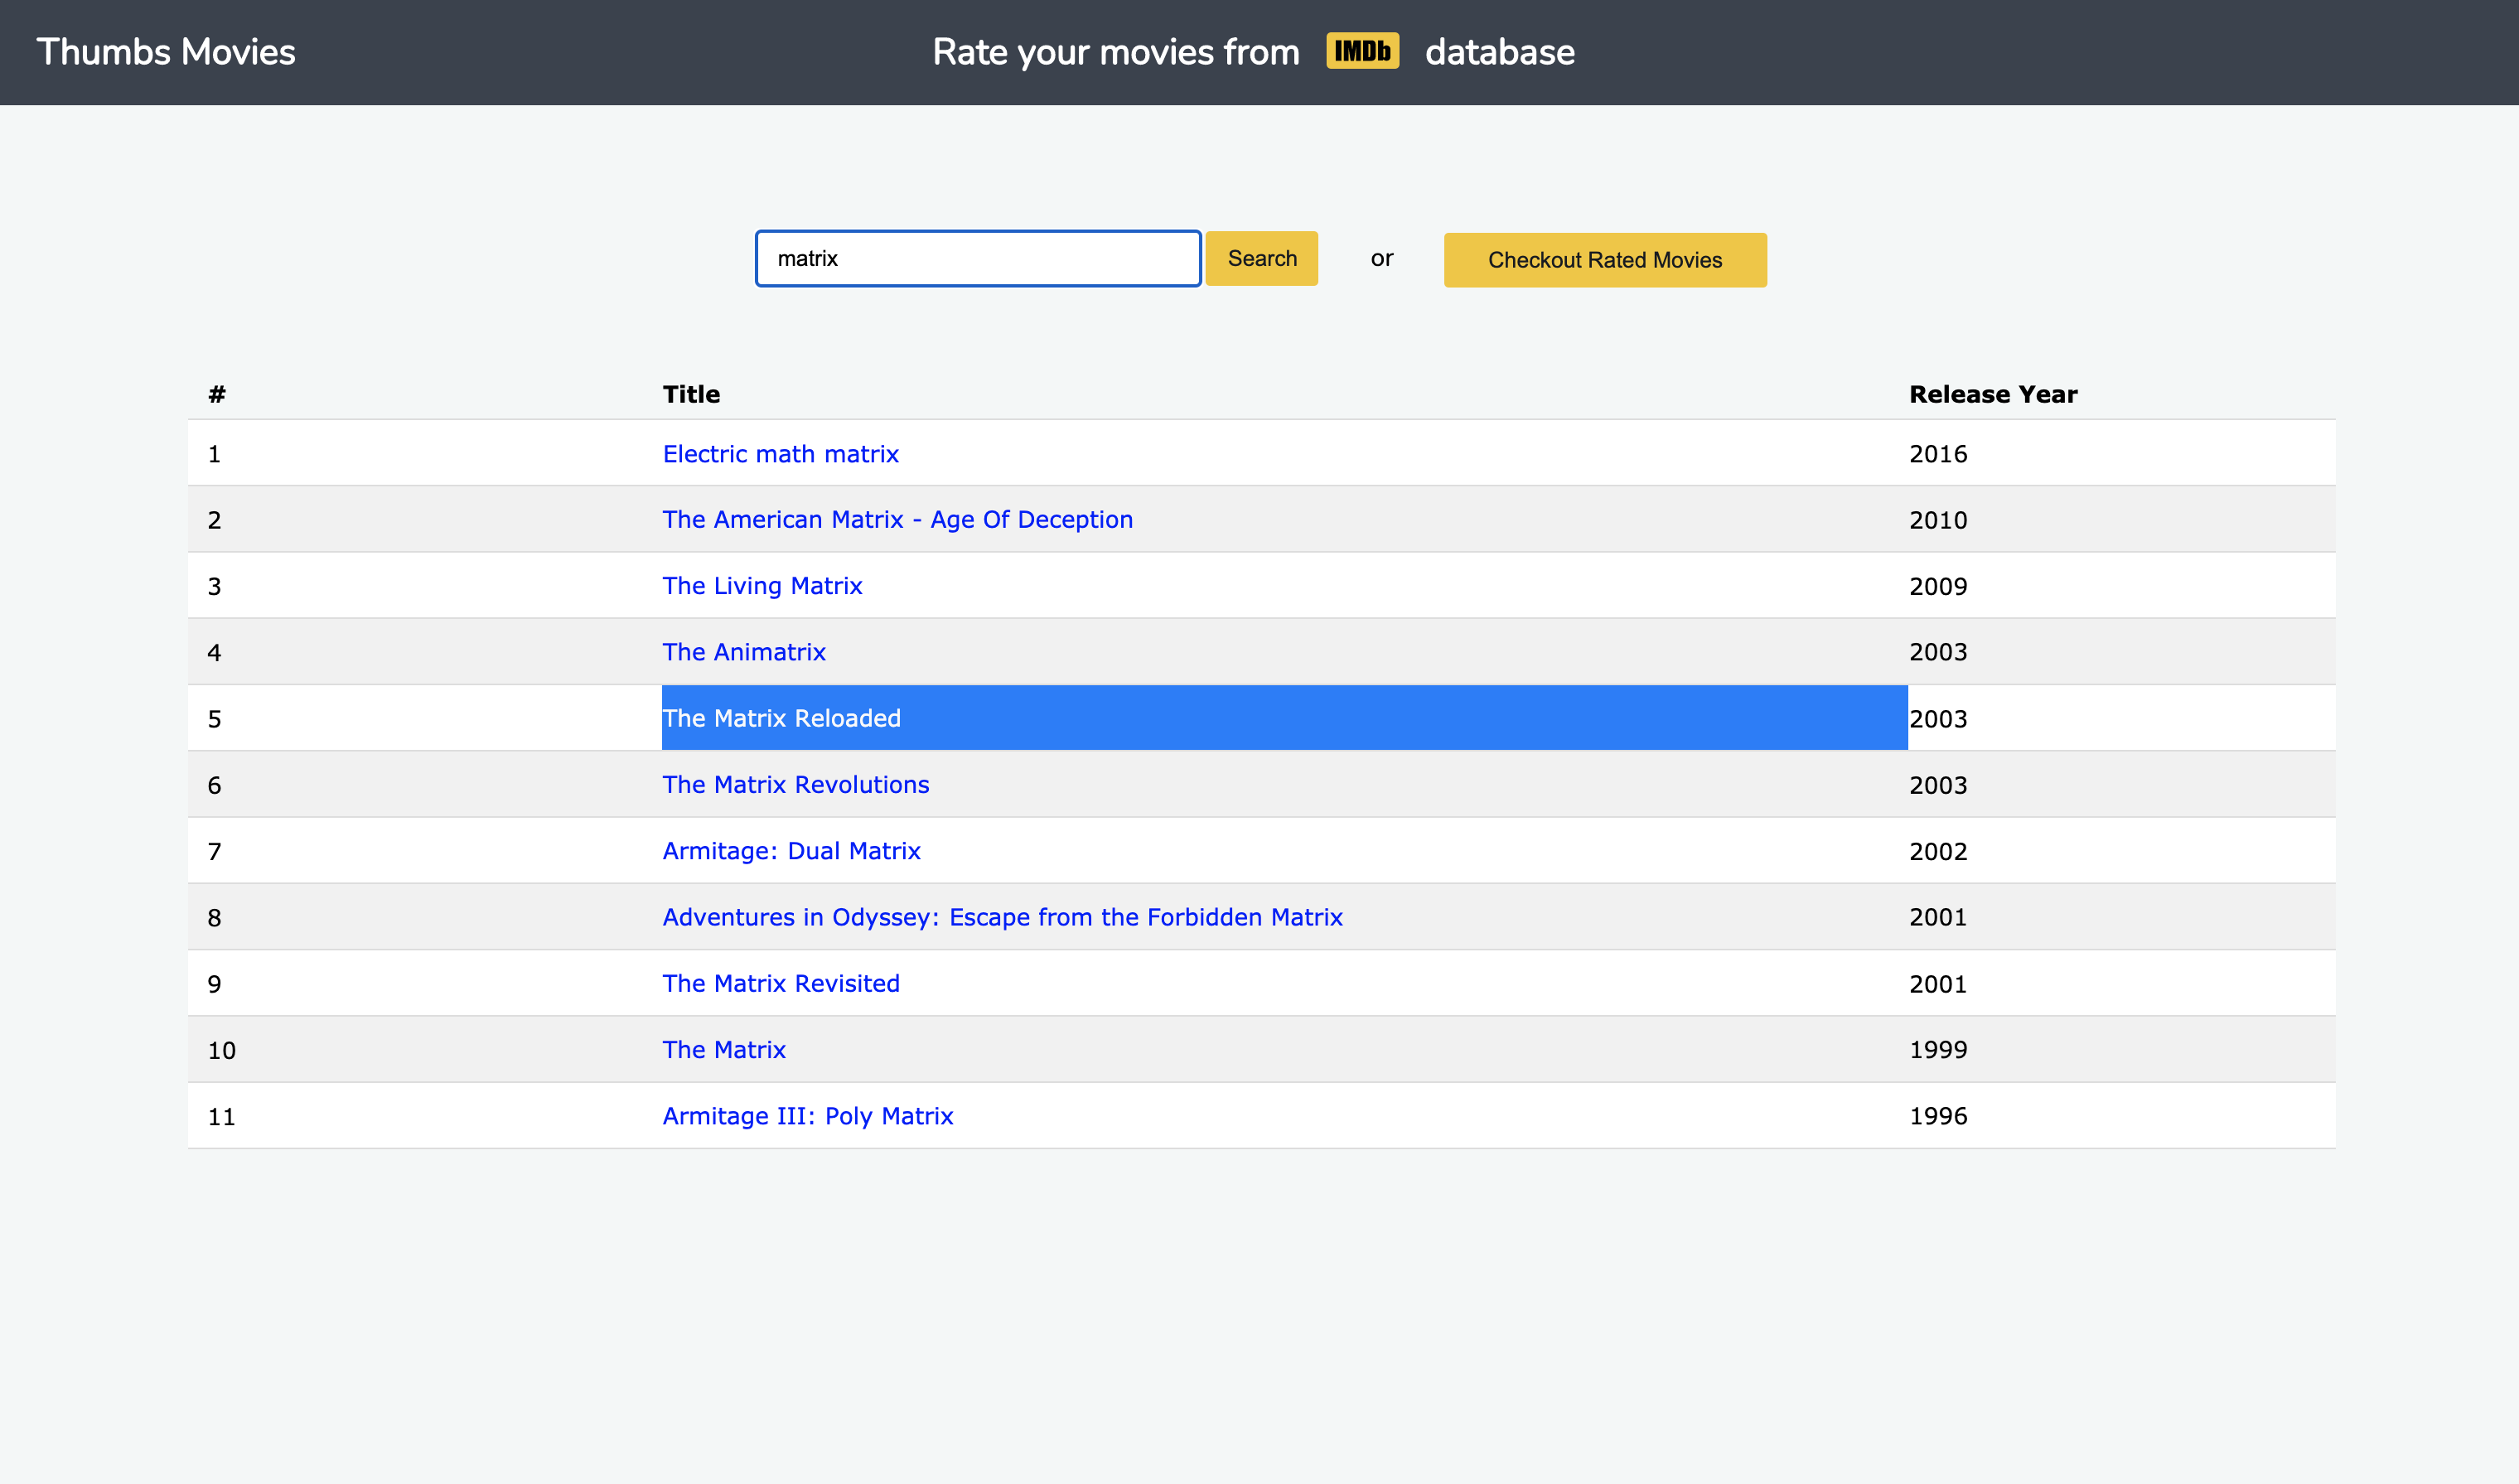 Thumbs Movies
Rate your movies from IMDb database
matrix Search or Checkout Rated Movies
# Title Release Year
1 Electric math matrix 2016
2 The American Matrix - Age Of Deception 2010
3 The Living Matrix 2009
4 The Animatrix 2003
5 The Matrix Reloaded 2003
6 The Matrix Revolutions 2003
7 Armitage: Dual Matrix 2002
8 Adventures in Odyssey: Escape from the Forbidden Matrix 2001
9 The Matrix Revisited 2001
10 The Matrix 1999
11 Armitage III: Poly Matrix 1996